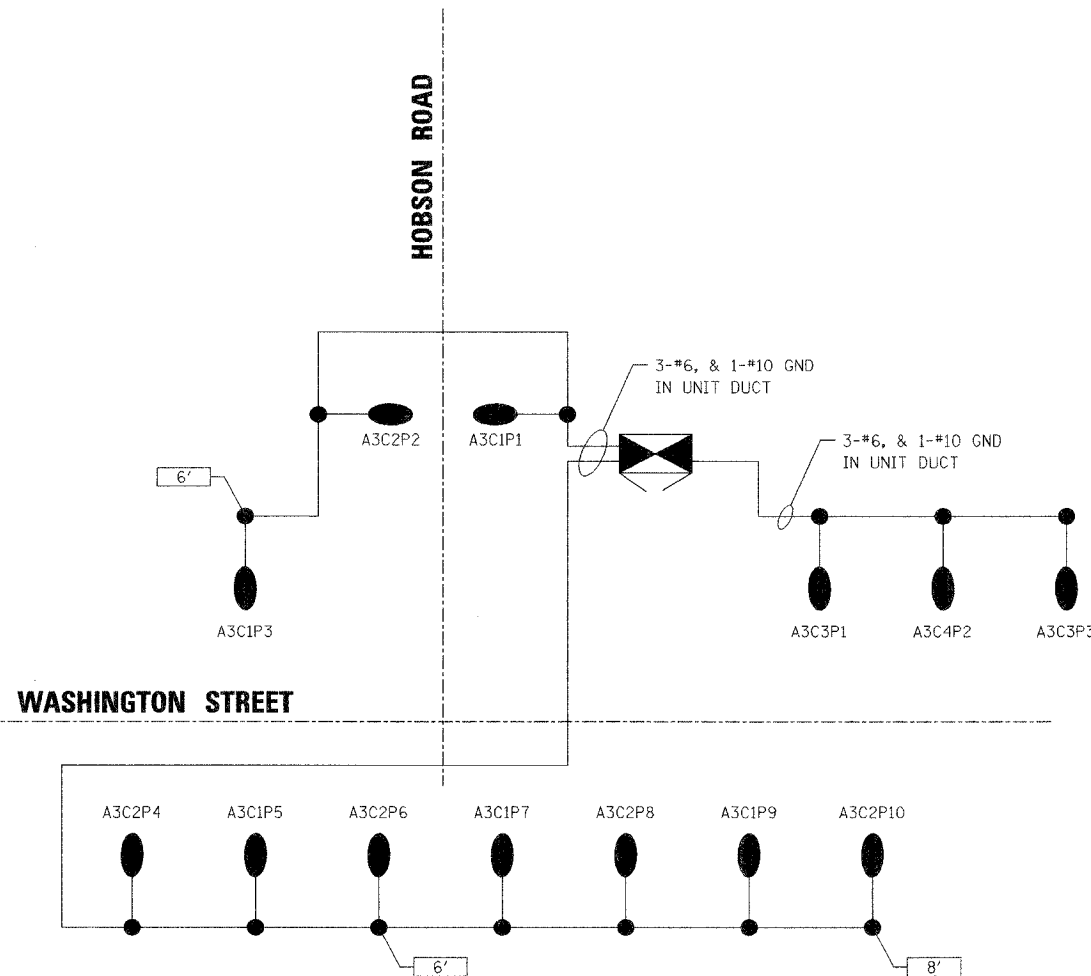 HOBSON ROAD
3-#6, & 1-#10 GND
IN UNIT DUCT
A3C2P2
A3C1P1
3-#6, & 1-#10 GND
IN UNIT DUCT
6'
A3C1P3
A3C3P1
A3C4P2
A3C3P3
WASHINGTON STREET
A3C2P4
A3C1P5
A3C2P6
A3C1P7
A3C2P8
A3C1P9
A3C2P10
6'
8'